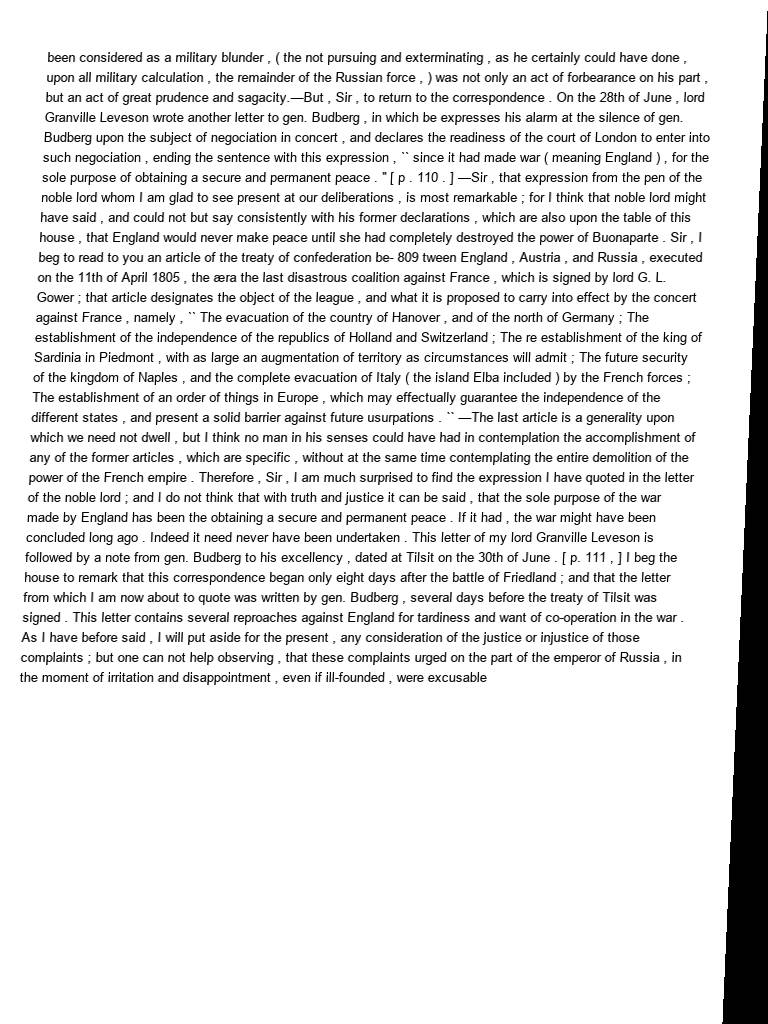 been considered as a military blunder , ( the not pursuing and exterminating , as he certainly could have done ,
upon all military calculation , the remainder of the Russian force , ) was not only an act of forbearance on his part ,
but an act of great prudence and sagacity.—But , Sir , to return to the correspondence . On the 28th of June , lord
Granville Leveson wrote another letter to gen. Budberg , in which be expresses his alarm at the silence of gen.
Budberg upon the subject of negociation in concert , and declares the readiness of the court of London to enter into
such negociation , ending the sentence with this expression , `` since it had made war ( meaning England ) , for the
sole purpose of obtaining a secure and permanent peace . " [ p . 110 . ] —Sir , that expression from the pen of the
noble lord whom I am glad to see present at our deliberations , is most remarkable ; for I think that noble lord might
have said , and could not but say consistently with his former declarations , which are also upon the table of this
house , that England would never make peace until she had completely destroyed the power of Buonaparte . Sir , I
beg to read to you an article of the treaty of confederation be- 809 tween England , Austria , and Russia , executed
on the 11th of April 1805 , the æra the last disastrous coalition against France , which is signed by lord G. L.
Gower ; that article designates the object of the league , and what it is proposed to carry into effect by the concert
against France , namely , `` The evacuation of the country of Hanover , and of the north of Germany ; The
establishment of the independence of the republics of Holland and Switzerland ; The re establishment of the king of
Sardinia in Piedmont , with as large an augmentation of territory as circumstances will admit ; The future security
of the kingdom of Naples , and the complete evacuation of Italy ( the island Elba included ) by the French forces ;
The establishment of an order of things in Europe , which may effectually guarantee the independence of the
different states , and present a solid barrier against future usurpations . `` —The last article is a generality upon
which we need not dwell , but I think no man in his senses could have had in contemplation the accomplishment of
any of the former articles , which are specific , without at the same time contemplating the entire demolition of the
power of the French empire . Therefore , Sir , I am much surprised to find the expression I have quoted in the letter
of the noble lord ; and I do not think that with truth and justice it can be said , that the sole purpose of the war
made by England has been the obtaining a secure and permanent peace . If it had , the war might have been
concluded long ago . Indeed it need never have been undertaken . This letter of my lord Granville Leveson is
followed by a note from gen. Budberg to his excellency , dated at Tilsit on the 30th of June . [ p. 111 , ] I beg the
house to remark that this correspondence began only eight days after the battle of Friedland ; and that the letter
from which I am now about to quote was written by gen. Budberg , several days before the treaty of Tilsit was
signed . This letter contains several reproaches against England for tardiness and want of co-operation in the war .
As I have before said , I will put aside for the present , any consideration of the justice or injustice of those
complaints ; but one can not help observing , that these complaints urged on the part of the emperor of Russia , in
the moment of irritation and disappointment , even if ill-founded , were excusable